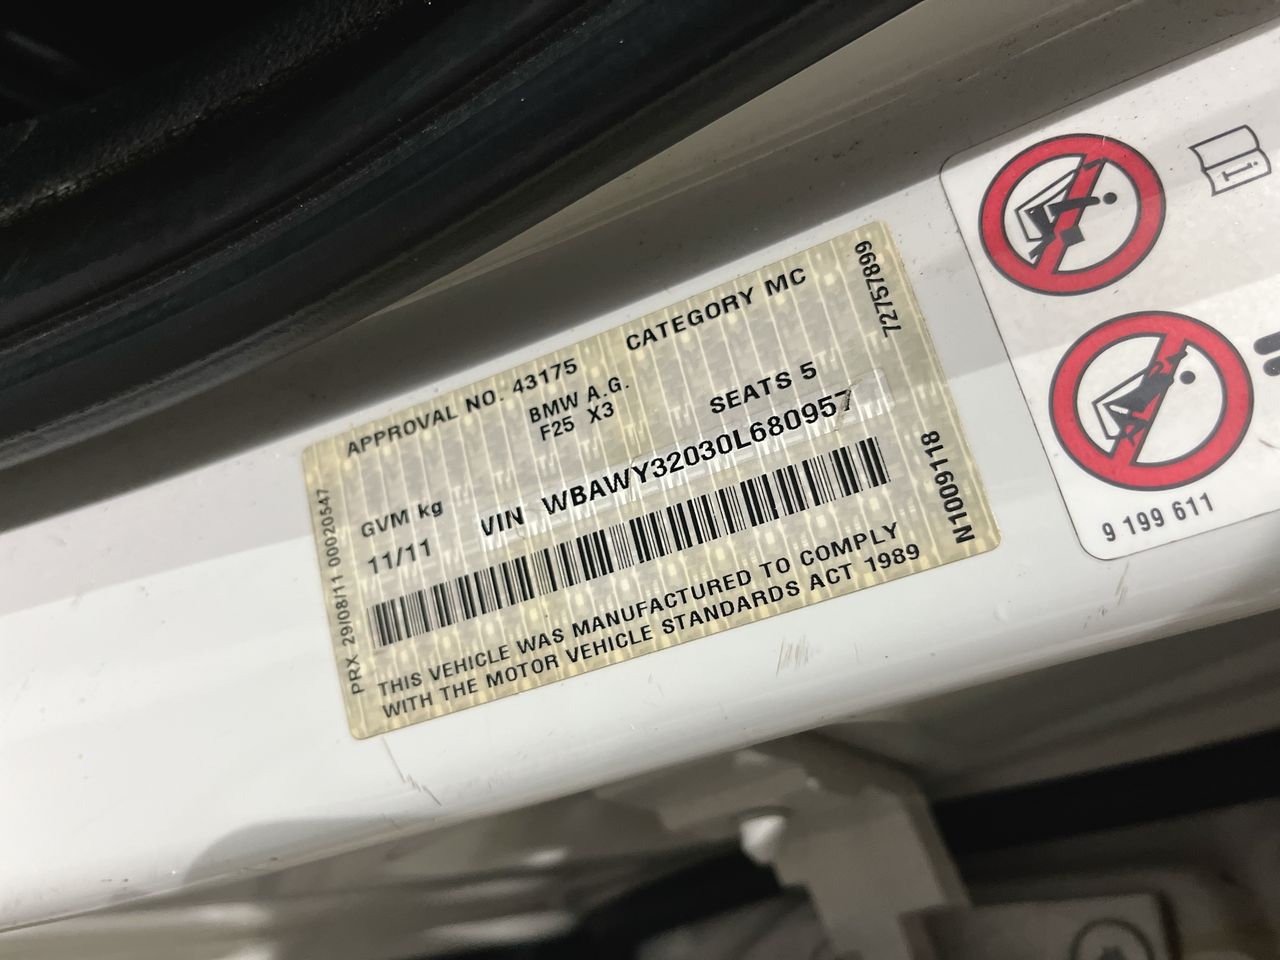 APPROVAL NO. 43175
CATEGORY MC
72757899
BMW A.G.
F25 X3
SEATS 5
GVM kg
VIN WBAWY32030L680957
11/11
N1009118
PRX 29/08/11 00020547
THIS VEHICLE WAS MANUFACTURED TO COMPLY
WITH THE MOTOR VEHICLE STANDARDS ACT 1989
i
9 199 611